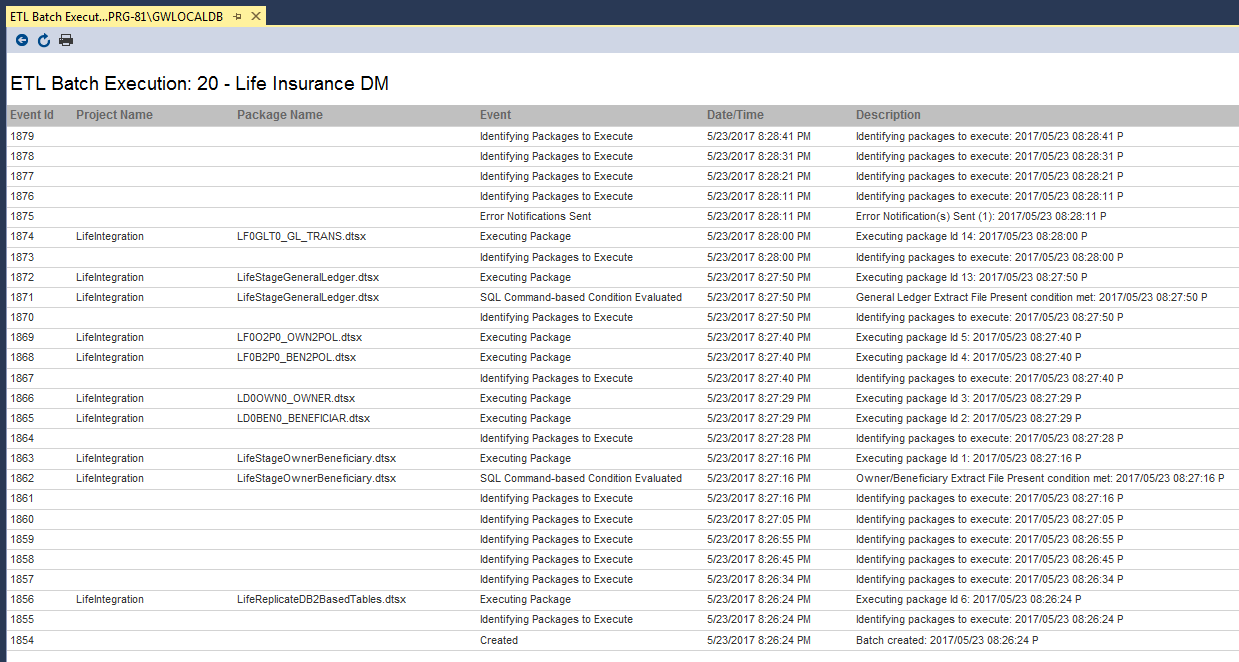 ETL Batch Execut...PRG-81\GWLOCALDB
ETL Batch Execution: 20 - Life Insurance DM
Event Id Project Name Package Name Event Date/Time Description
1879 Identifying Packages to Execute 5/23/2017 8:28:41 PM Identifying packages to execute: 2017/05/23 08:28:41 P
1878 Identifying Packages to Execute 5/23/2017 8:28:31 PM Identifying packages to execute: 2017/05/23 08:28:31 P
1877 Identifying Packages to Execute 5/23/2017 8:28:21 PM Identifying packages to execute: 2017/05/23 08:28:21 P
1876 Identifying Packages to Execute 5/23/2017 8:28:11 PM Identifying packages to execute: 2017/05/23 08:28:11 P
1875 Error Notifications Sent 5/23/2017 8:28:11 PM Error Notification(s) Sent (1): 2017/05/23 08:28:11 P
1874 LifeIntegration LF0GLT0_GL_TRANS.dtsx Executing Package 5/23/2017 8:28:00 PM Executing package Id 14: 2017/05/23 08:28:00 P
1873 Identifying Packages to Execute 5/23/2017 8:28:00 PM Identifying packages to execute: 2017/05/23 08:28:00 P
1872 LifeIntegration LifeStageGeneralLedger.dtsx Executing Package 5/23/2017 8:27:50 PM Executing package Id 13: 2017/05/23 08:27:50 P
1871 LifeIntegration LifeStageGeneralLedger.dtsx SQL Command-based Condition Evaluated 5/23/2017 8:27:50 PM General Ledger Extract File Present condition met: 2017/05/23 08:27:50 P
1870 Identifying Packages to Execute 5/23/2017 8:27:50 PM Identifying packages to execute: 2017/05/23 08:27:50 P
1869 LifeIntegration LF0O2P0_OWN2POL.dtsx Executing Package 5/23/2017 8:27:40 PM Executing package Id 5: 2017/05/23 08:27:40 P
1868 LifeIntegration LF0B2P0_BEN2POL.dtsx Executing Package 5/23/2017 8:27:40 PM Executing package Id 4: 2017/05/23 08:27:40 P
1867 Identifying Packages to Execute 5/23/2017 8:27:40 PM Identifying packages to execute: 2017/05/23 08:27:40 P
1866 LifeIntegration LD0OWN0_OWNER.dtsx Executing Package 5/23/2017 8:27:29 PM Executing package Id 3: 2017/05/23 08:27:29 P
1865 LifeIntegration LD0BEN0_BENEFICIAR.dtsx Executing Package 5/23/2017 8:27:29 PM Executing package Id 2: 2017/05/23 08:27:29 P
1864 Identifying Packages to Execute 5/23/2017 8:27:28 PM Identifying packages to execute: 2017/05/23 08:27:28 P
1863 LifeIntegration LifeStageOwnerBeneficiary.dtsx Executing Package 5/23/2017 8:27:16 PM Executing package Id 1: 2017/05/23 08:27:16 P
1862 LifeIntegration LifeStageOwnerBeneficiary.dtsx SQL Command-based Condition Evaluated 5/23/2017 8:27:16 PM Owner/Beneficiary Extract File Present condition met: 2017/05/23 08:27:16 P
1861 Identifying Packages to Execute 5/23/2017 8:27:16 PM Identifying packages to execute: 2017/05/23 08:27:16 P
1860 Identifying Packages to Execute 5/23/2017 8:27:05 PM Identifying packages to execute: 2017/05/23 08:27:05 P
1859 Identifying Packages to Execute 5/23/2017 8:26:55 PM Identifying packages to execute: 2017/05/23 08:26:55 P
1858 Identifying Packages to Execute 5/23/2017 8:26:45 PM Identifying packages to execute: 2017/05/23 08:26:45 P
1857 Identifying Packages to Execute 5/23/2017 8:26:34 PM Identifying packages to execute: 2017/05/23 08:26:34 P
1856 LifeIntegration LifeReplicateDB2BasedTables.dtsx Executing Package 5/23/2017 8:26:24 PM Executing package Id 6: 2017/05/23 08:26:24 P
1855 Identifying Packages to Execute 5/23/2017 8:26:24 PM Identifying packages to execute: 2017/05/23 08:26:24 P
1854 Created 5/23/2017 8:26:24 PM Batch created: 2017/05/23 08:26:24 P